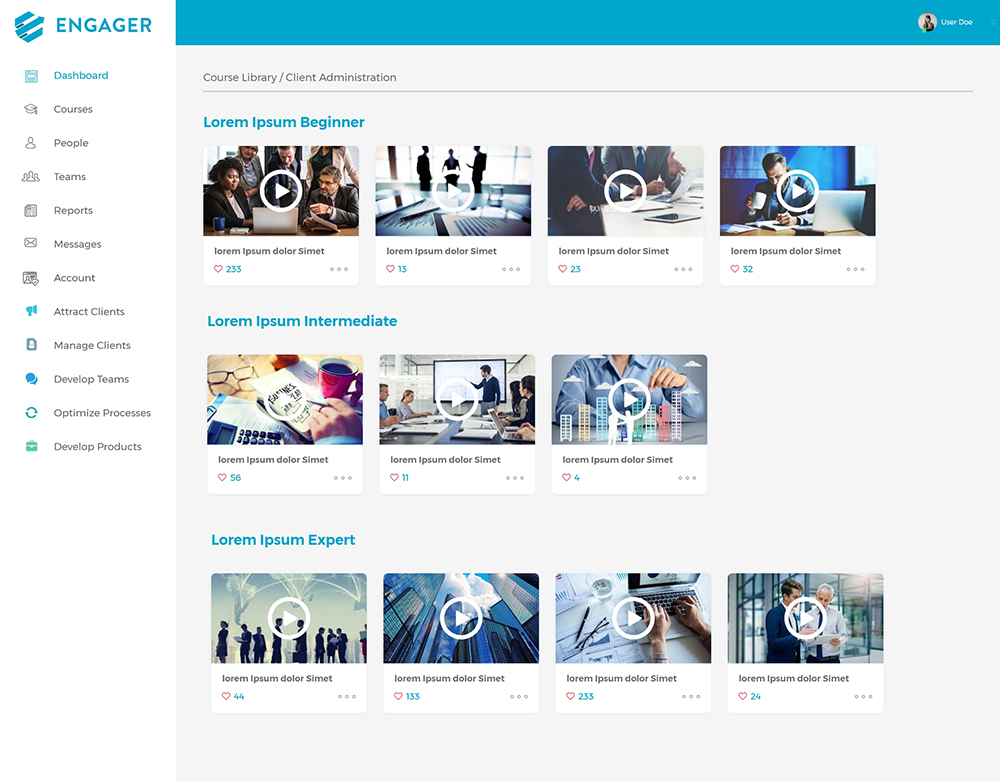 ENGAGER
User Doe
Dashboard
Courses
People
Teams
Reports
Messages
Account
Attract Clients
Manage Clients
Develop Teams
Optimize Processes
Develop Products
Course Library / Client Administration
Lorem Ipsum Beginner
lorem Ipsum dolor Simet
233
lorem Ipsum dolor Simet
13
lorem Ipsum dolor Simet
23
lorem Ipsum dolor Simet
32
Lorem Ipsum Intermediate
BUSINESS
PLAN
lorem Ipsum dolor Simet
56
lorem Ipsum dolor Simet
11
lorem Ipsum dolor Simet
4
Lorem Ipsum Expert
lorem Ipsum dolor Simet
44
lorem Ipsum dolor Simet
133
lorem Ipsum dolor Simet
233
lorem Ipsum dolor Simet
24